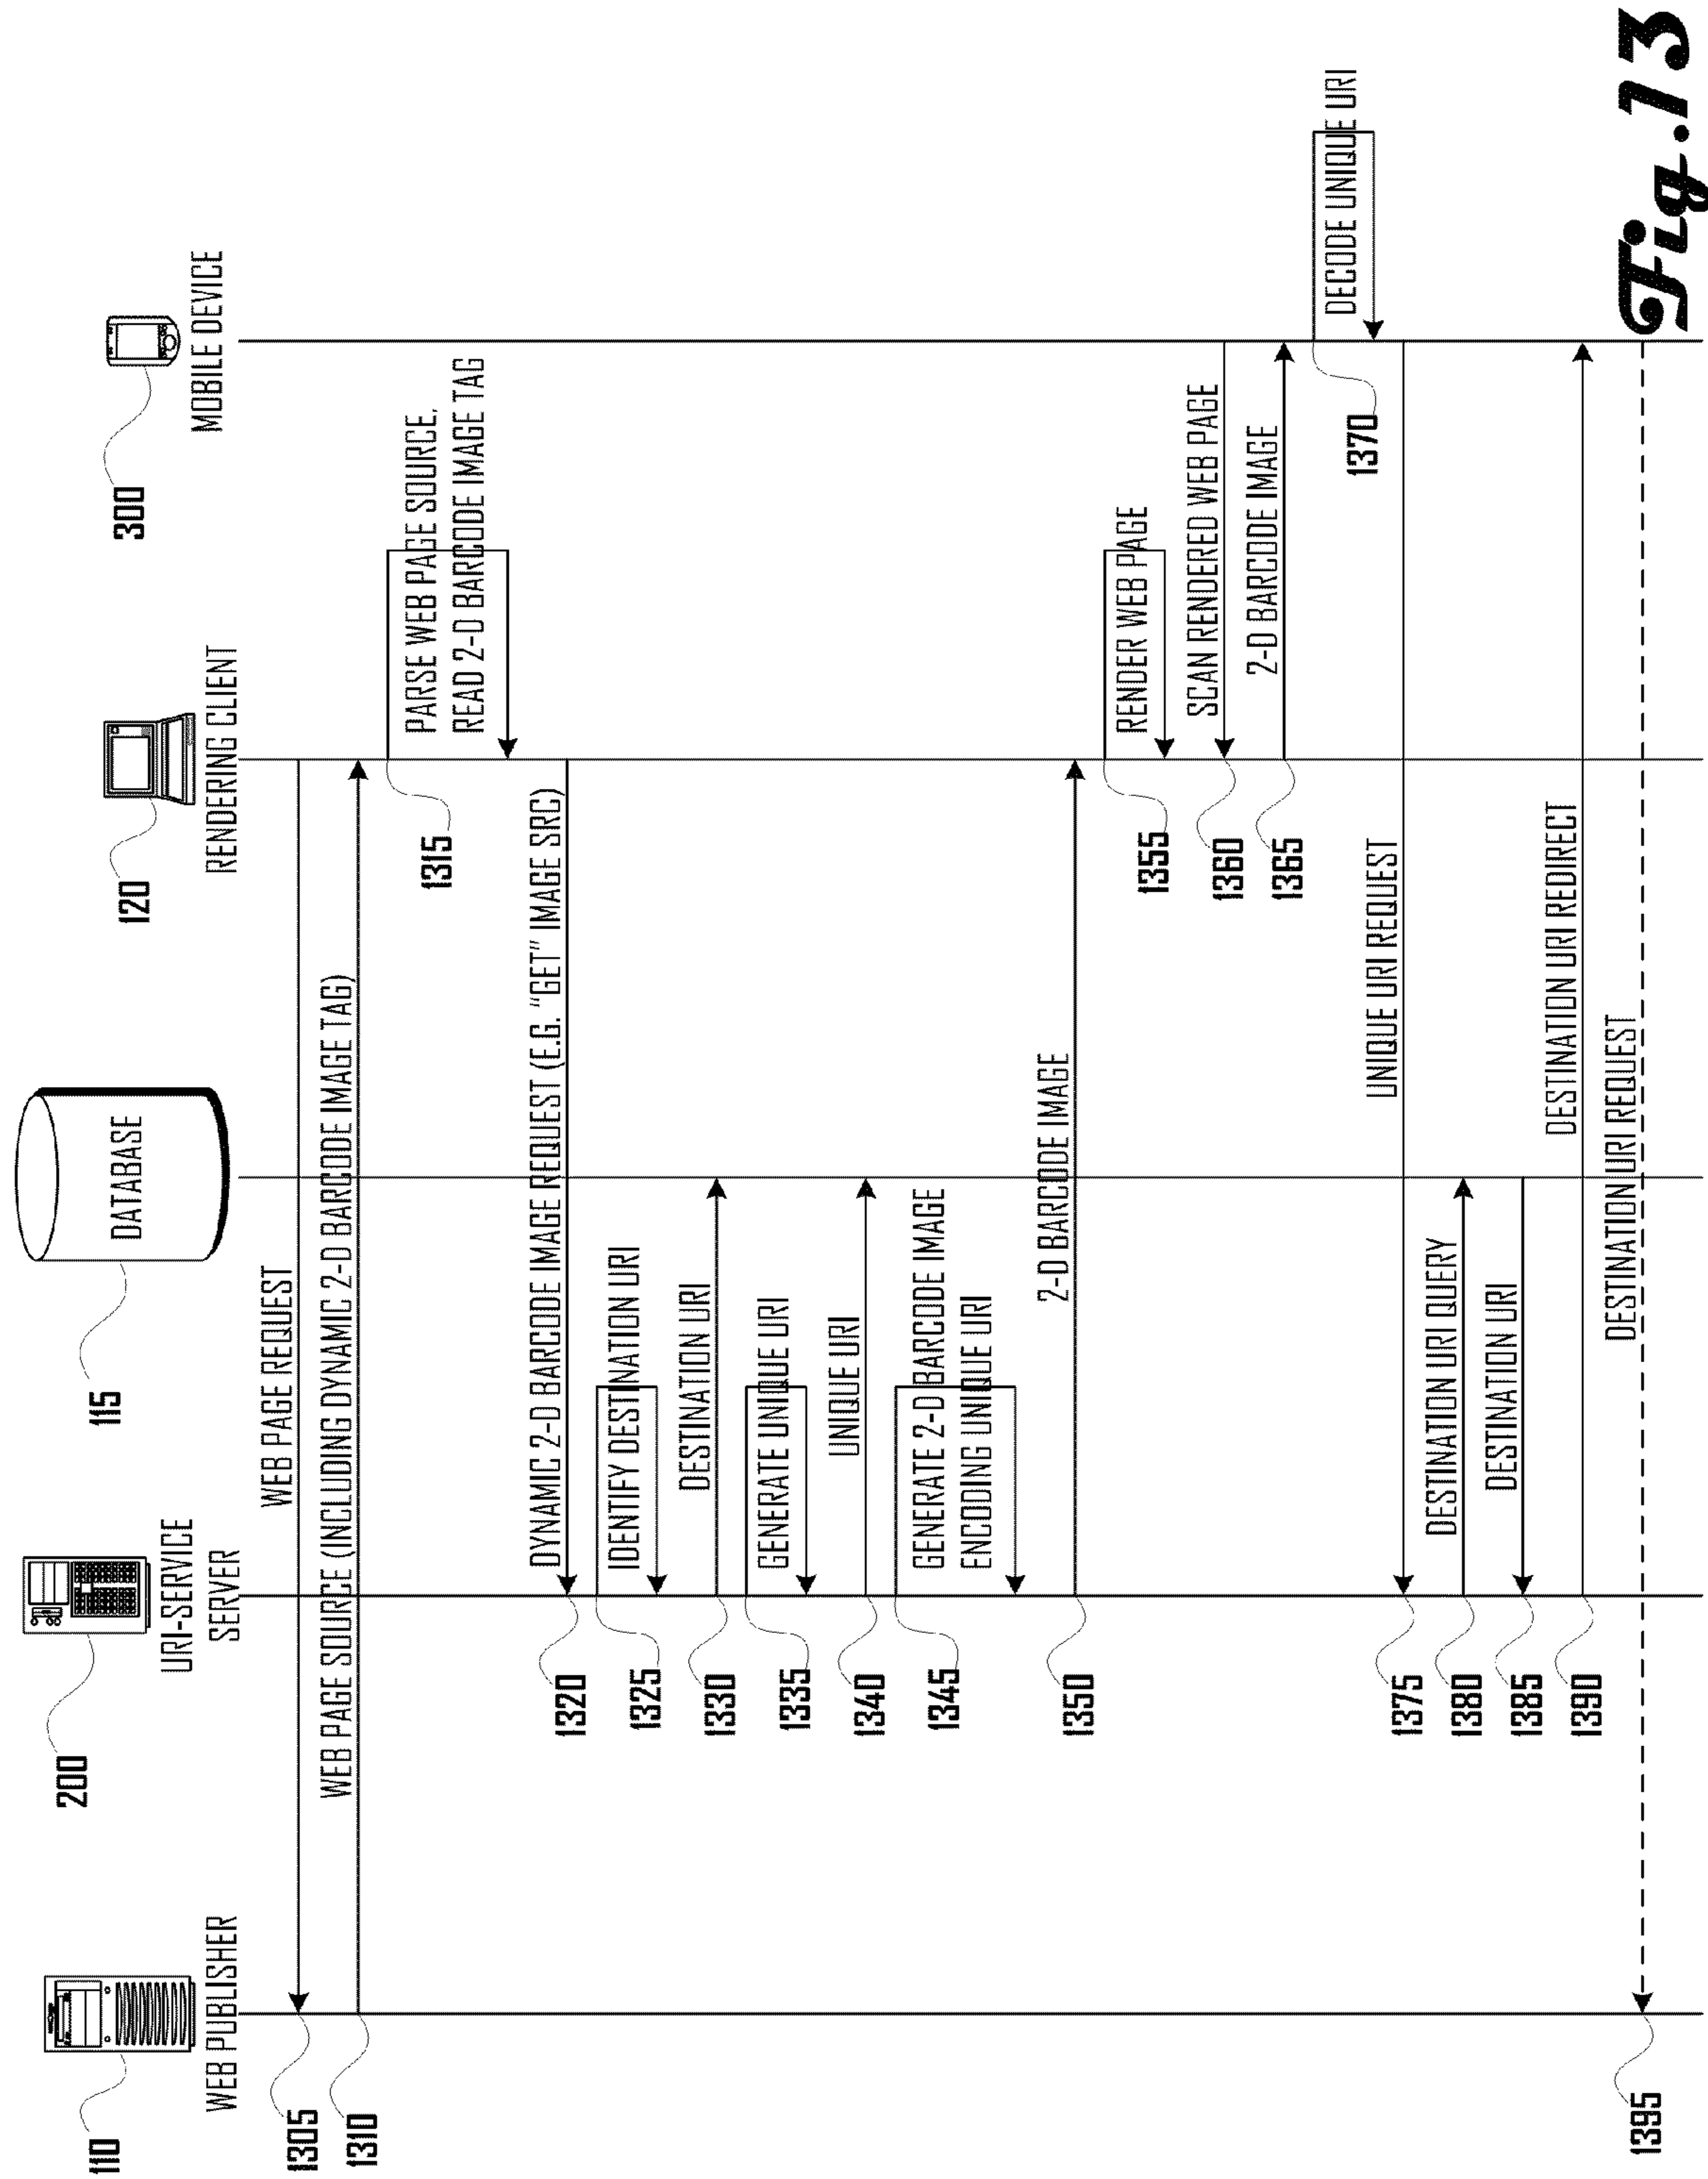 110
WEB PUBLISHER
200
URI-SERVICE
SERVER
115
DATABASE
120
RENDERING CLIENT
300
MOBILE DEVICE
1305
WEB PAGE REQUEST
1310
WEB PAGE SOURCE (INCLUDING DYNAMIC 2-D BARCODE IMAGE TAG)
1315
PARSE WEB PAGE SOURCE,
READ 2-D BARCODE IMAGE TAG
1320
DYNAMIC 2-D BARCODE IMAGE REQUEST (E.G. "GET" IMAGE SRC)
1325
IDENTIFY DESTINATION URI
1330
DESTINATION URI
1335
GENERATE UNIQUE URI
1340
UNIQUE URI
1345
GENERATE 2-D BARCODE IMAGE
ENCODING UNIQUE URI
1350
2-D BARCODE IMAGE
1355
RENDER WEB PAGE
1360
SCAN RENDERED WEB PAGE
1365
2-D BARCODE IMAGE
1370
DECODE UNIQUE URI
1375
UNIQUE URI REQUEST
1380
DESTINATION URI QUERY
1385
DESTINATION URI
1390
DESTINATION URI REDIRECT
1395
DESTINATION URI REQUEST
Fig.13